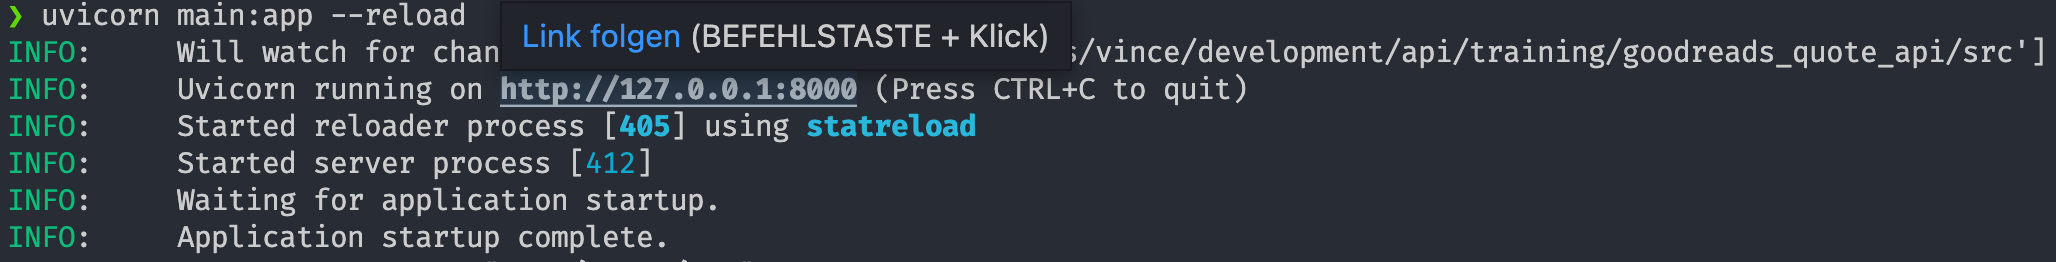 ❯ uvicorn main:app --reload
Link folgen (BEFEHLSTASTE + Klick)
INFO: Will watch for chan s/vince/development/api/training/goodreads_quote_api/src']
INFO: Uvicorn running on http://127.0.0.1:8000 (Press CTRL+C to quit)
INFO: Started reloader process [405] using statreload
INFO: Started server process [412]
INFO: Waiting for application startup.
INFO: Application startup complete.